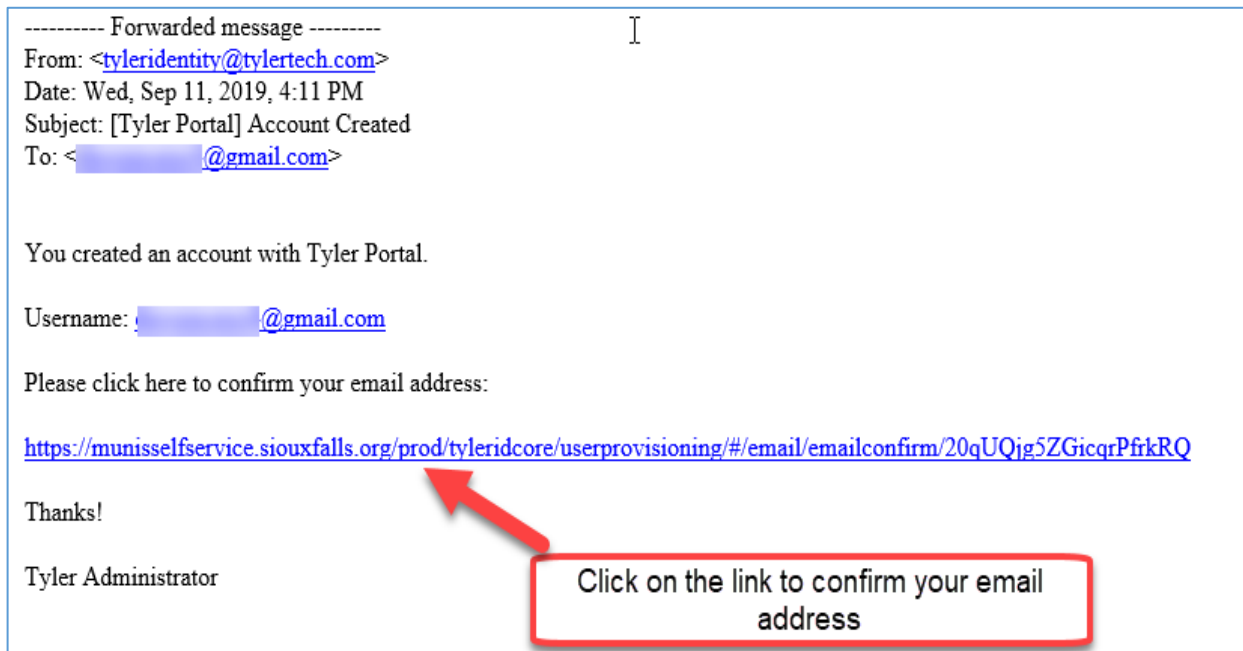 ---------- Forwarded message ---------
From: <tyleridentity@tylertech.com>
Date: Wed, Sep 11, 2019, 4:11 PM
Subject: [Tyler Portal] Account Created
To: < @gmail.com>
You created an account with Tyler Portal.
Username: @gmail.com
Please click here to confirm your email address:
https://munisselfservice.siouxfalls.org/prod/tyleridcore/userprovisioning/#/email/emailconfirm/20qUQjg5ZGicqrPfrkRQ
Thanks!
Tyler Administrator
Click on the link to confirm your email
address